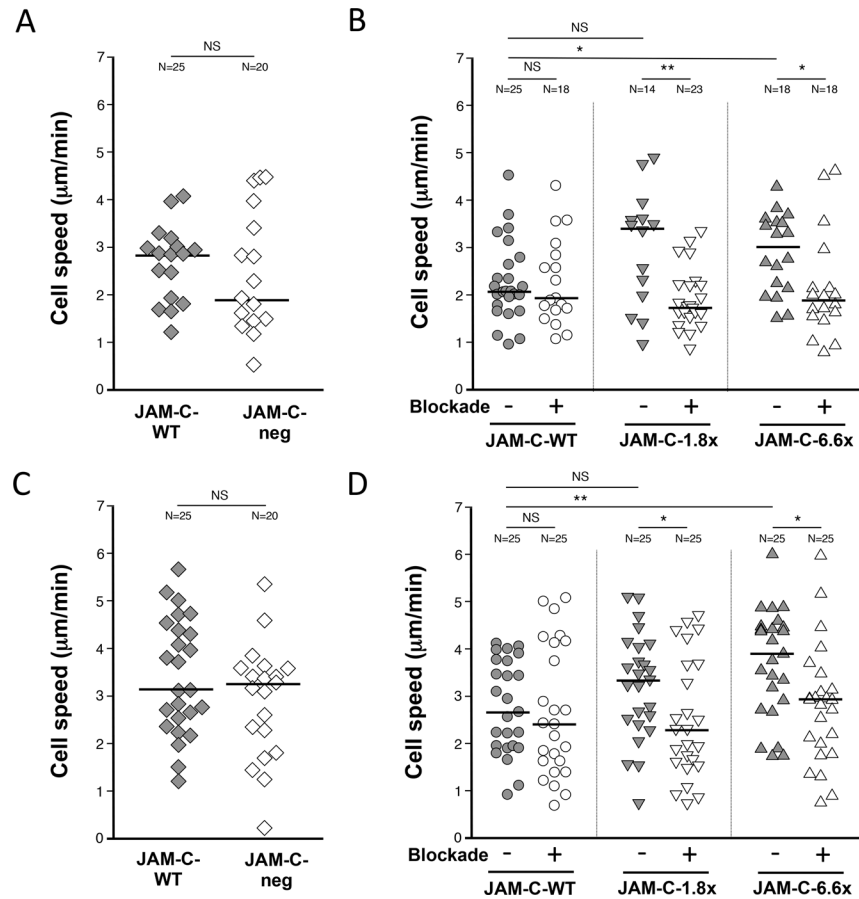 A
NS
N=25 N=20
Cell speed (μm/min)
7
6
5
4
3
2
1
0
JAM-C-WT
JAM-C-neg
B
NS
*
NS
**
*
N=25 N=18 N=14 N=23 N=18 N=18
Cell speed (μm/min)
7
6
5
4
3
2
1
0
Blockade - + - + - +
JAM-C-WT JAM-C-1.8x JAM-C-6.6x
C
NS
N=25 N=20
Cell speed (μm/min)
7
6
5
4
3
2
1
0
JAM-C-WT
JAM-C-neg
D
NS
**
NS
*
*
N=25 N=25 N=25 N=25 N=25 N=25
Cell speed (μm/min)
7
6
5
4
3
2
1
0
Blockade - + - + - +
JAM-C-WT JAM-C-1.8x JAM-C-6.6x